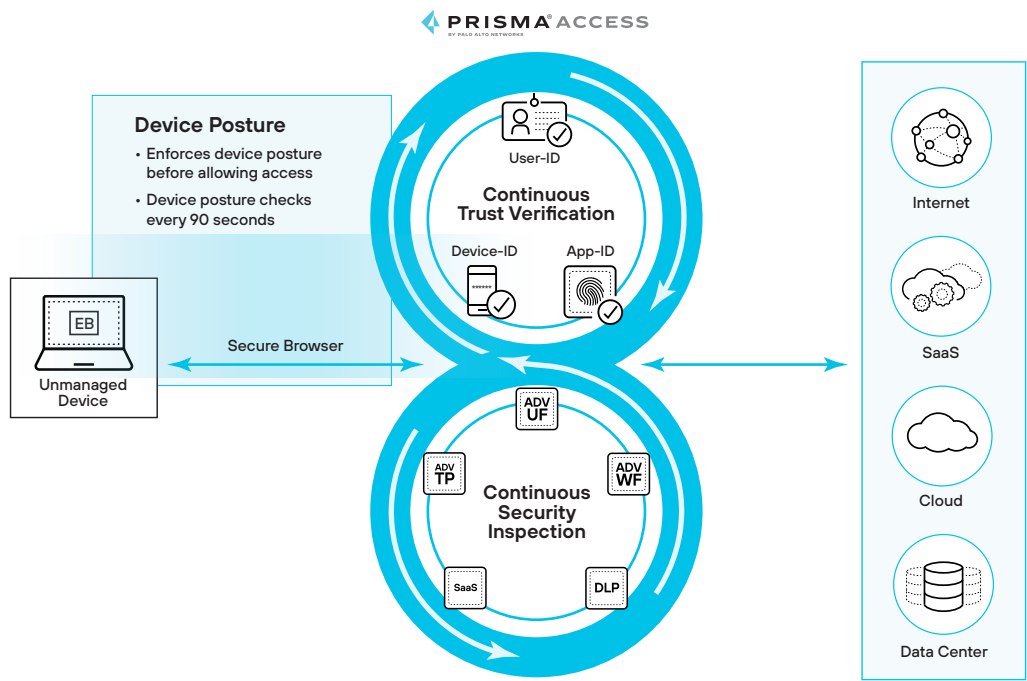 PRISMA® ACCESS
BY PALO ALTO NETWORKS
Device Posture
• Enforces device posture
before allowing access
• Device posture checks
every 90 seconds
User-ID
Continuous
Trust Verification
Device-ID
App-ID
******
EB
Unmanaged
Device
Secure Browser
ADV
UF
ADV
TP
ADV
WF
Continuous
Security
Inspection
SaaS
DLP
Internet
SaaS
Cloud
Data Center